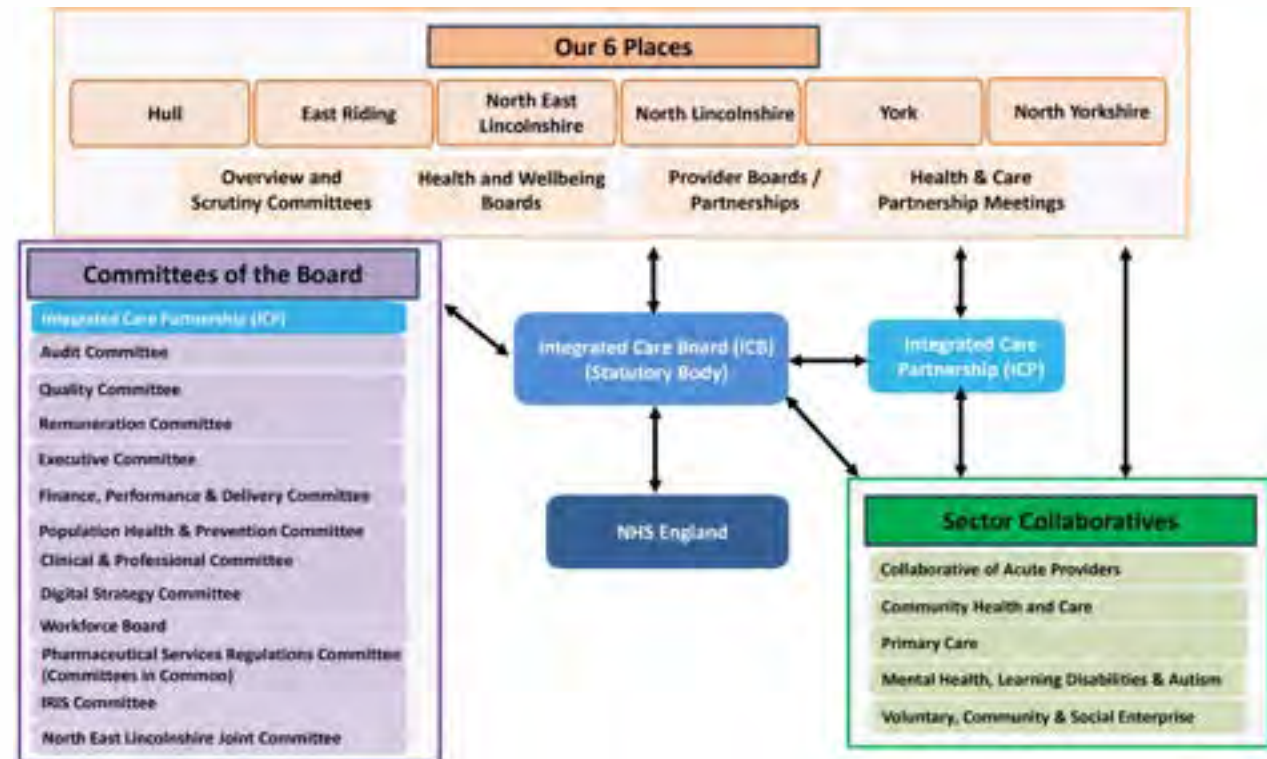 Our 6 Places
Hull
East Riding
North East
Lincolnshire
North Lincolnshire
York
North Yorkshire
Overview and
Scrutiny Committees
Health and Wellbeing
Boards
Provider Boards /
Partnerships
Health & Care
Partnership Meetings
Committees of the Board
Integrated Care Partnership (ICP)
Audit Committee
Quality Committee
Remuneration Committee
Executive Committee
Finance, Performance & Delivery Committee
Population Health & Prevention Committee
Clinical & Professional Committee
Digital Strategy Committee
Workforce Board
Pharmaceutical Services Regulations Committee
(Committees in Common)
IRIS Committee
North East Lincolnshire Joint Committee
Integrated Care Board (ICB)
(Statutory Body)
Integrated Care
Partnership (ICP)
NHS England
Sector Collaboratives
Collaborative of Acute Providers
Community Health and Care
Primary Care
Mental Health, Learning Disabilities & Autism
Voluntary, Community & Social Enterprise